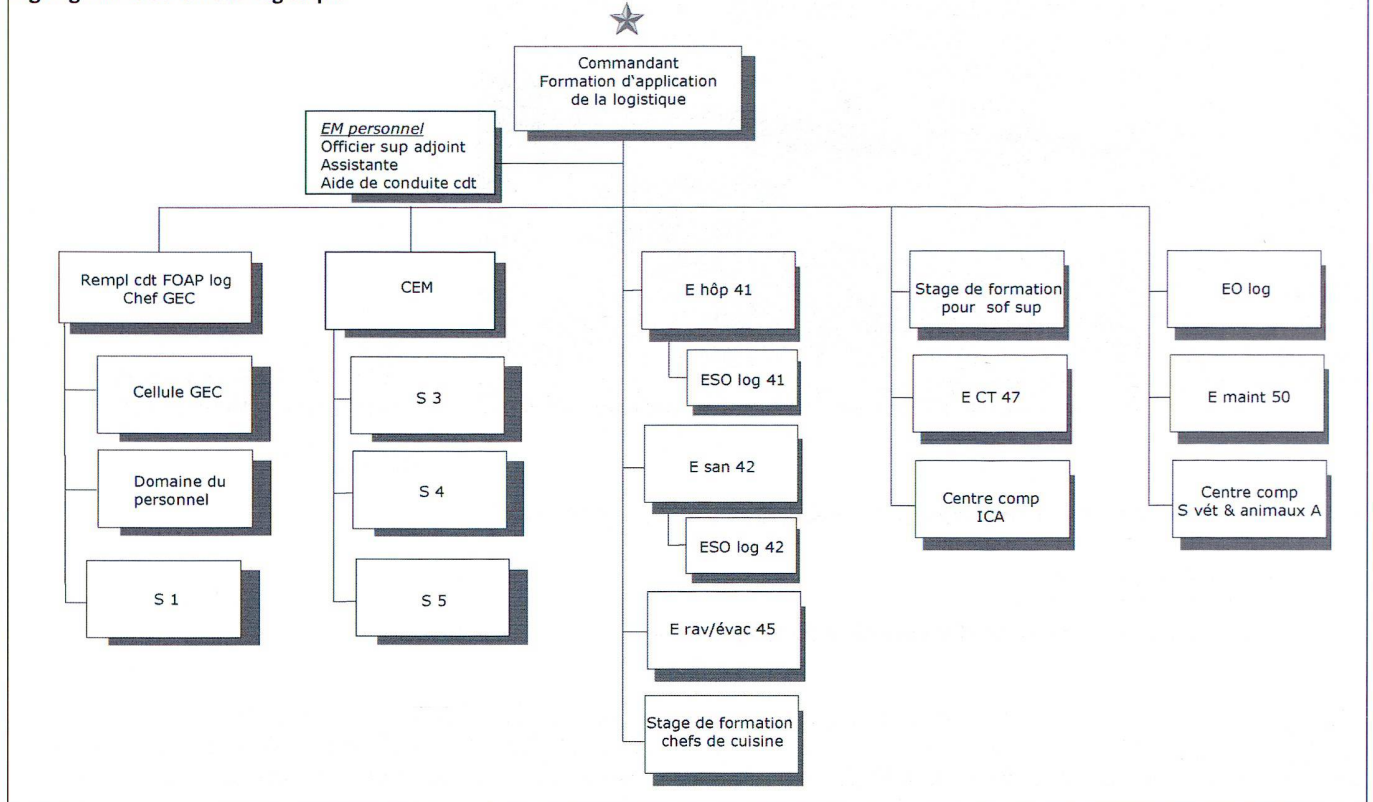 Commandant
Formation d'application
de la logistique
EM personnel
Officier sup adjoint
Assistante
Aide de conduite cdt
Rempl cdt FOAP log
Chef GEC
Cellule GEC
Domaine du
personnel
S 1
CEM
S 3
S 4
S 5
E hôp 41
ESO log 41
E san 42
ESO log 42
E rav/évac 45
Stage de formation
chefs de cuisine
Stage de formation
pour sof sup
E CT 47
Centre comp
ICA
EO log
E maint 50
Centre comp
S vét & animaux A